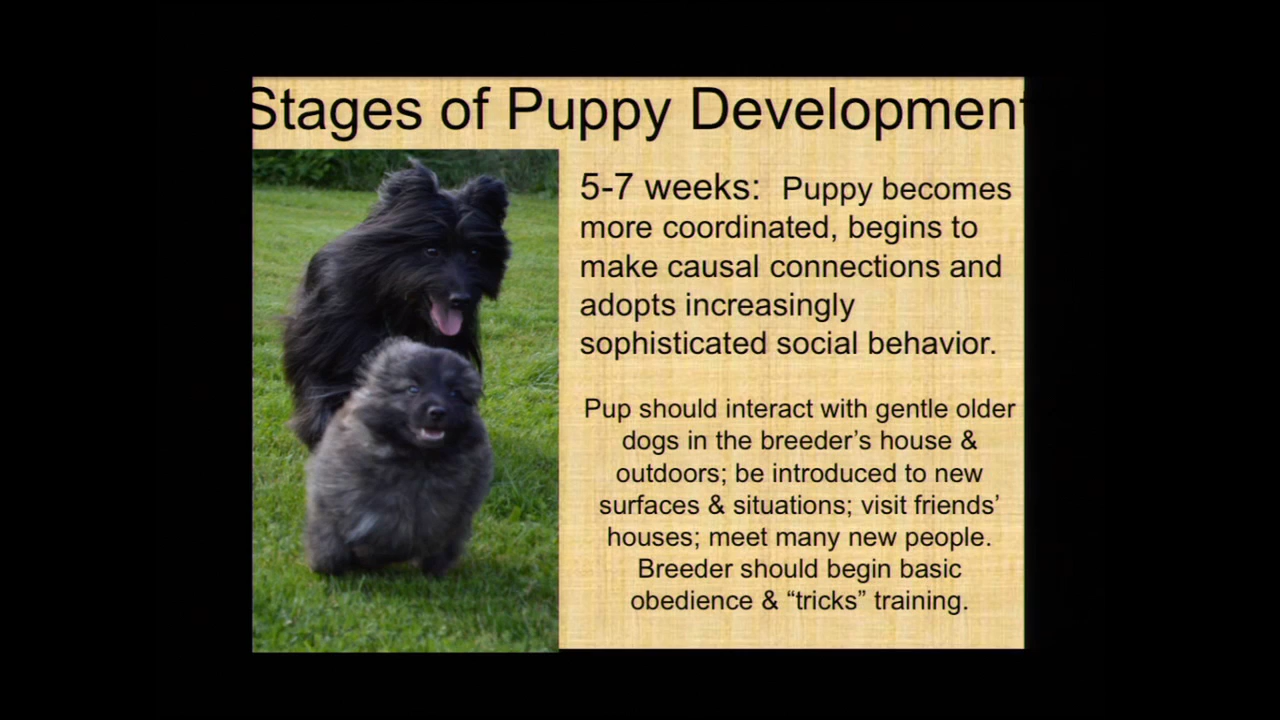 Stages of Puppy Development
5-7 weeks: Puppy becomes
more coordinated, begins to
make causal connections and
adopts increasingly
sophisticated social behavior.
Pup should interact with gentle older
dogs in the breeder’s house &
outdoors; be introduced to new
surfaces & situations; visit friends’
houses; meet many new people.
Breeder should begin basic
obedience & “tricks” training.